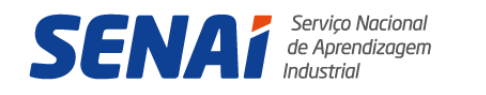 SENAI
Serviço Nacional
de Aprendizagem
Industrial